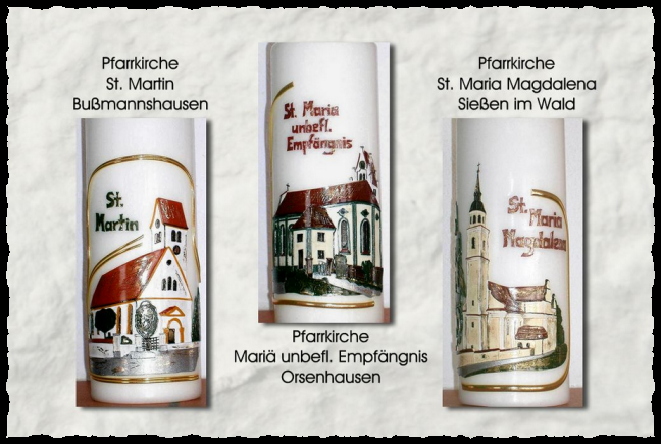 Pfarrkirche
St. Martin
Bußmannshausen
St.
Martin
St. Maria
unbefl.
Empfängnis
Pfarrkirche
Mariä unbefl. Empfängnis
Orsenhausen
Pfarrkirche
St. Maria Magdalena
Sießen im Wald
St.
Maria
Magdalena